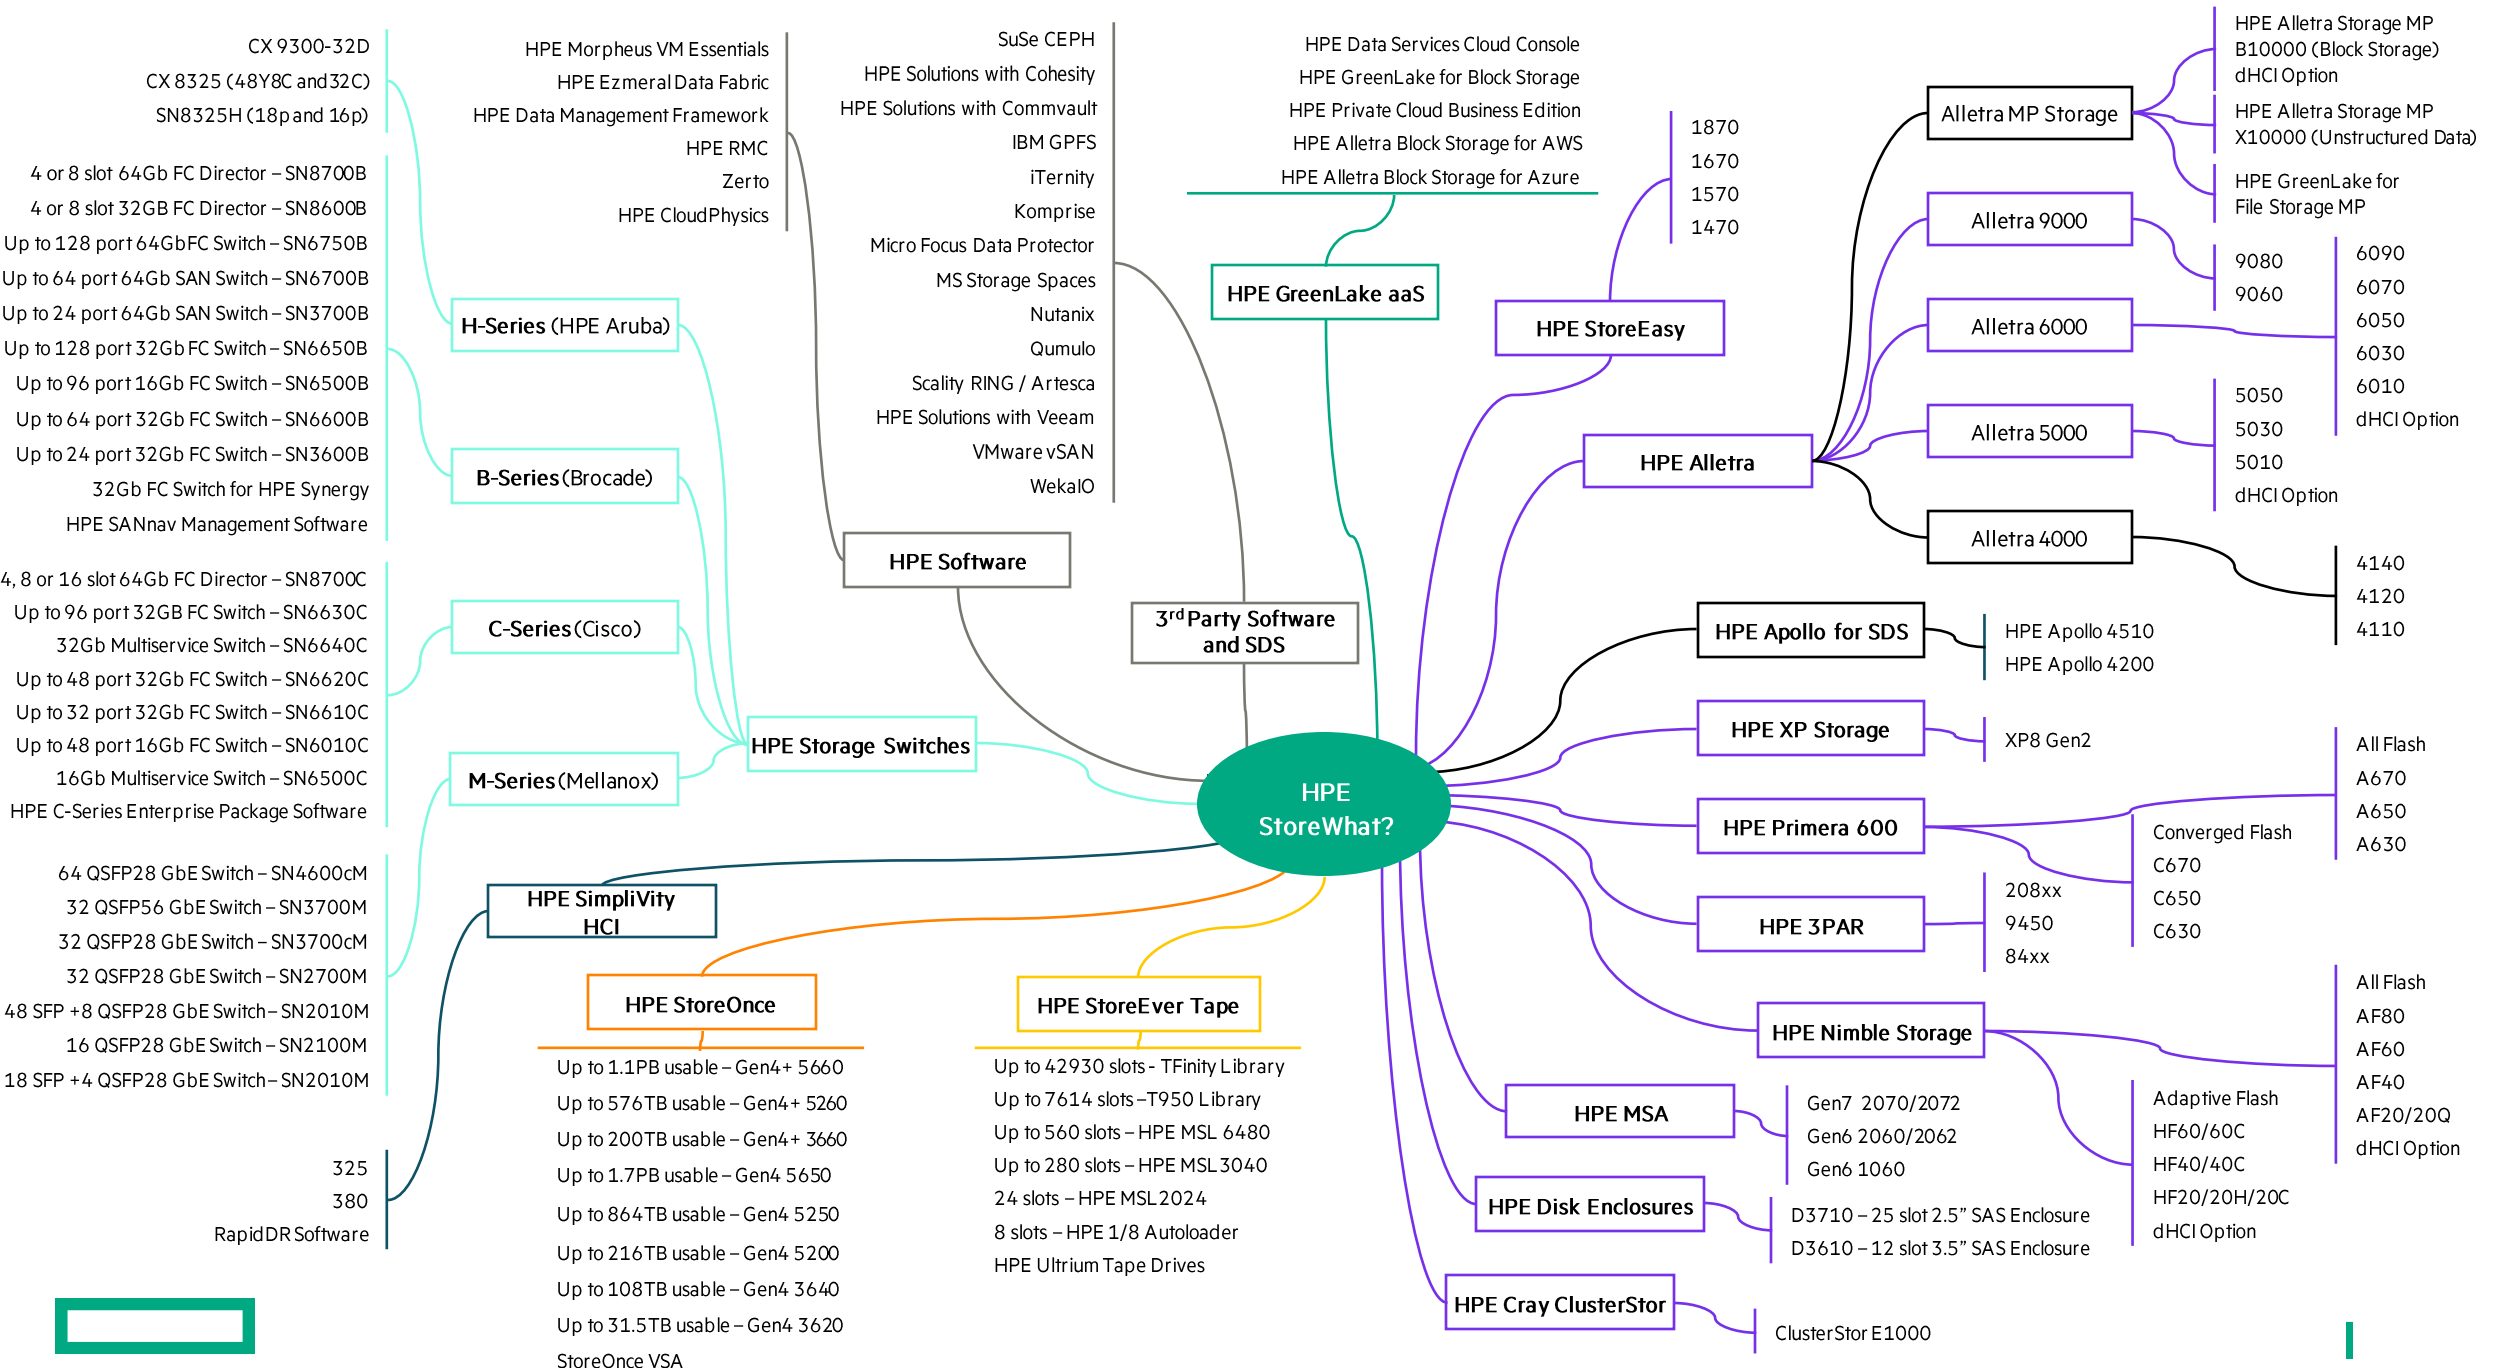 CX 9300-32D
CX 8325 (48Y8C and 32C)
SN8325H (18p and 16p)
4 or 8 slot 64Gb FC Director – SN8700B
4 or 8 slot 32GB FC Director – SN8600B
Up to 128 port 64Gb FC Switch – SN6750B
Up to 64 port 64Gb SAN Switch – SN6700B
Up to 24 port 64Gb SAN Switch – SN3700B
Up to 128 port 32Gb FC Switch – SN6650B
Up to 96 port 16Gb FC Switch – SN6500B
Up to 64 port 32Gb FC Switch – SN6600B
Up to 24 port 32Gb FC Switch – SN3600B
32Gb FC Switch for HPE Synergy
HPE SANnav Management Software
4, 8 or 16 slot 64Gb FC Director – SN8700C
Up to 96 port 32GB FC Switch – SN6630C
32Gb Multiservice Switch – SN6640C
Up to 48 port 32Gb FC Switch – SN6620C
Up to 32 port 32Gb FC Switch – SN6610C
Up to 48 port 16Gb FC Switch – SN6010C
16Gb Multiservice Switch – SN6500C
HPE C-Series Enterprise Package Software
64 QSFP28 GbE Switch – SN4600cM
32 QSFP56 GbE Switch – SN3700M
32 QSFP28 GbE Switch – SN3700cM
32 QSFP28 GbE Switch – SN2700M
48 SFP +8 QSFP28 GbE Switch – SN2010M
16 QSFP28 GbE Switch – SN2100M
18 SFP +4 QSFP28 GbE Switch – SN2010M
325
380
RapidDR Software
H-Series (HPE Aruba)
B-Series (Brocade)
C-Series (Cisco)
M-Series (Mellanox)
HPE Storage Switches
HPE SimpliVity
HCI
HPE Morpheus VM Essentials
HPE Ezmeral Data Fabric
HPE Data Management Framework
HPE RMC
Zerto
HPE CloudPhysics
HPE Software
SuSe CEPH
HPE Solutions with Cohesity
HPE Solutions with Commvault
IBM GPFS
iTernity
Komprise
Micro Focus Data Protector
MS Storage Spaces
Nutanix
Qumulo
Scality RING / Artesca
HPE Solutions with Veeam
VMware vSAN
WekaIO
3rd Party Software
and SDS
HPE Data Services Cloud Console
HPE GreenLake for Block Storage
HPE Private Cloud Business Edition
HPE Alletra Block Storage for AWS
HPE Alletra Block Storage for Azure
HPE GreenLake aaS
HPE
StoreWhat?
HPE StoreOnce
Up to 1.1PB usable – Gen4+ 5660
Up to 576TB usable – Gen4+ 5260
Up to 200TB usable – Gen4+ 3660
Up to 1.7PB usable – Gen4 5650
Up to 864TB usable – Gen4 5250
Up to 216TB usable – Gen4 5200
Up to 108TB usable – Gen4 3640
Up to 31.5TB usable – Gen4 3620
StoreOnce VSA
HPE StoreEver Tape
Up to 42930 slots - TFinity Library
Up to 7614 slots –T950 Library
Up to 560 slots – HPE MSL 6480
Up to 280 slots – HPE MSL3040
24 slots – HPE MSL2024
8 slots – HPE 1/8 Autoloader
HPE Ultrium Tape Drives
1870
1670
1570
1470
HPE StoreEasy
HPE Alletra
Alletra MP Storage
HPE Alletra Storage MP
B10000 (Block Storage)
dHCI Option
HPE Alletra Storage MP
X10000 (Unstructured Data)
HPE GreenLake for
File Storage MP
Alletra 9000
9080
9060
Alletra 6000
6090
6070
6050
6030
6010
dHCI Option
Alletra 5000
5050
5030
5010
dHCI Option
Alletra 4000
4140
4120
4110
HPE Apollo for SDS
HPE Apollo 4510
HPE Apollo 4200
HPE XP Storage
XP8 Gen2
HPE Primera 600
All Flash
A670
A650
A630
Converged Flash
C670
C650
C630
HPE 3PAR
208xx
9450
84xx
HPE Nimble Storage
All Flash
AF80
AF60
AF40
AF20/20Q
dHCI Option
Adaptive Flash
HF60/60C
HF40/40C
HF20/20H/20C
dHCI Option
HPE MSA
Gen7 2070/2072
Gen6 2060/2062
Gen6 1060
HPE Disk Enclosures
D3710 – 25 slot 2.5” SAS Enclosure
D3610 – 12 slot 3.5” SAS Enclosure
HPE Cray ClusterStor
ClusterStor E1000